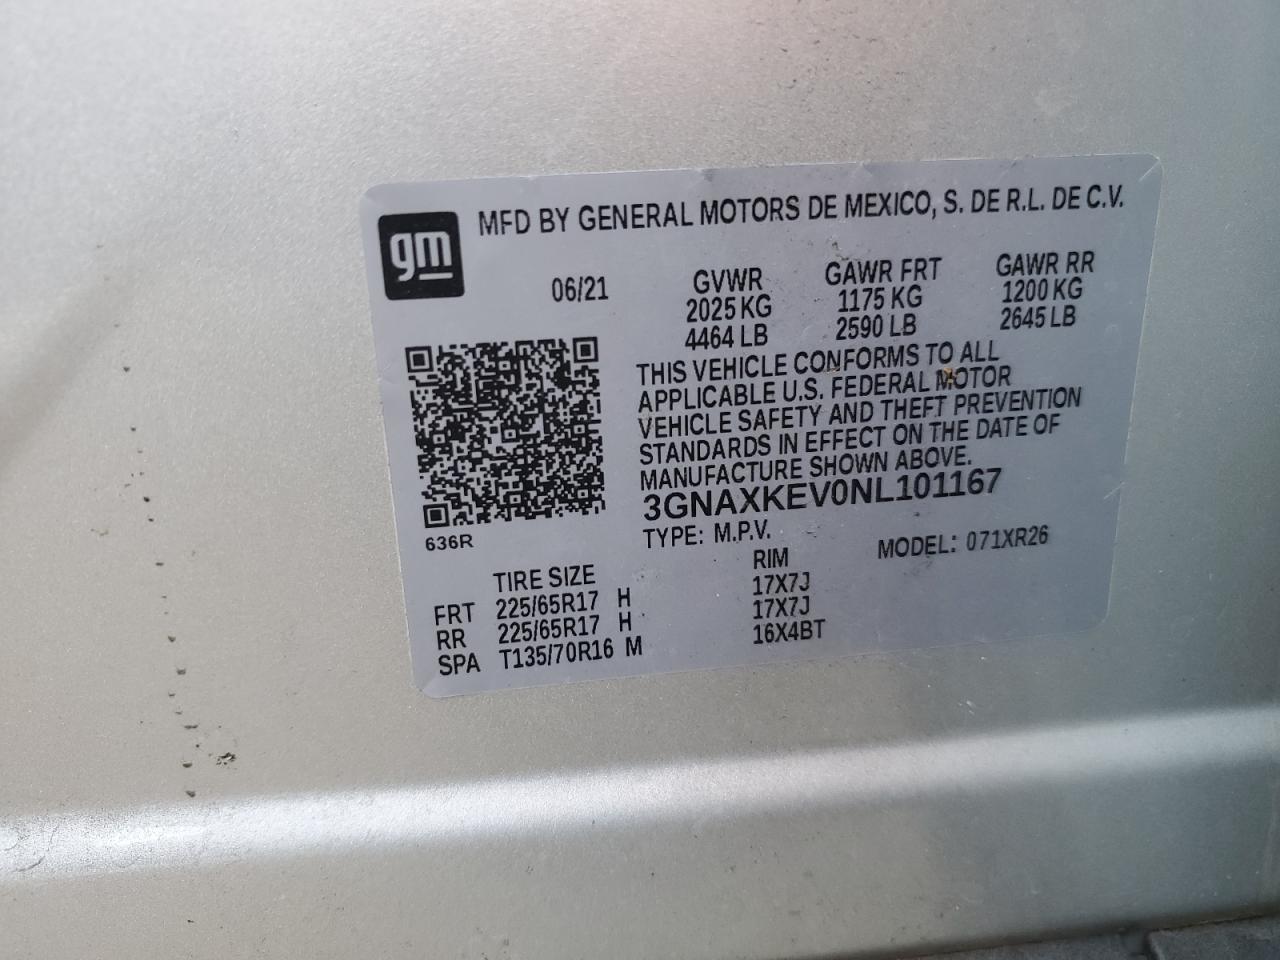 gm MFD BY GENERAL MOTORS DE MEXICO, S. DE R.L. DE C.V.
06/21 GVWR GAWR FRT GAWR RR
2025 KG 1175 KG 1200 KG
4464 LB 2590 LB 2645 LB
THIS VEHICLE CONFORMS TO ALL
APPLICABLE U.S. FEDERAL MOTOR
VEHICLE SAFETY AND THEFT PREVENTION
STANDARDS IN EFFECT ON THE DATE OF
MANUFACTURE SHOWN ABOVE.
3GNAXKEV0NL101167
636R
TYPE: M.P.V. MODEL: 071XR26
TIRE SIZE RIM
FRT 225/65R17 H 17X7J
RR 225/65R17 H 17X7J
SPA T135/70R16 M 16X4BT